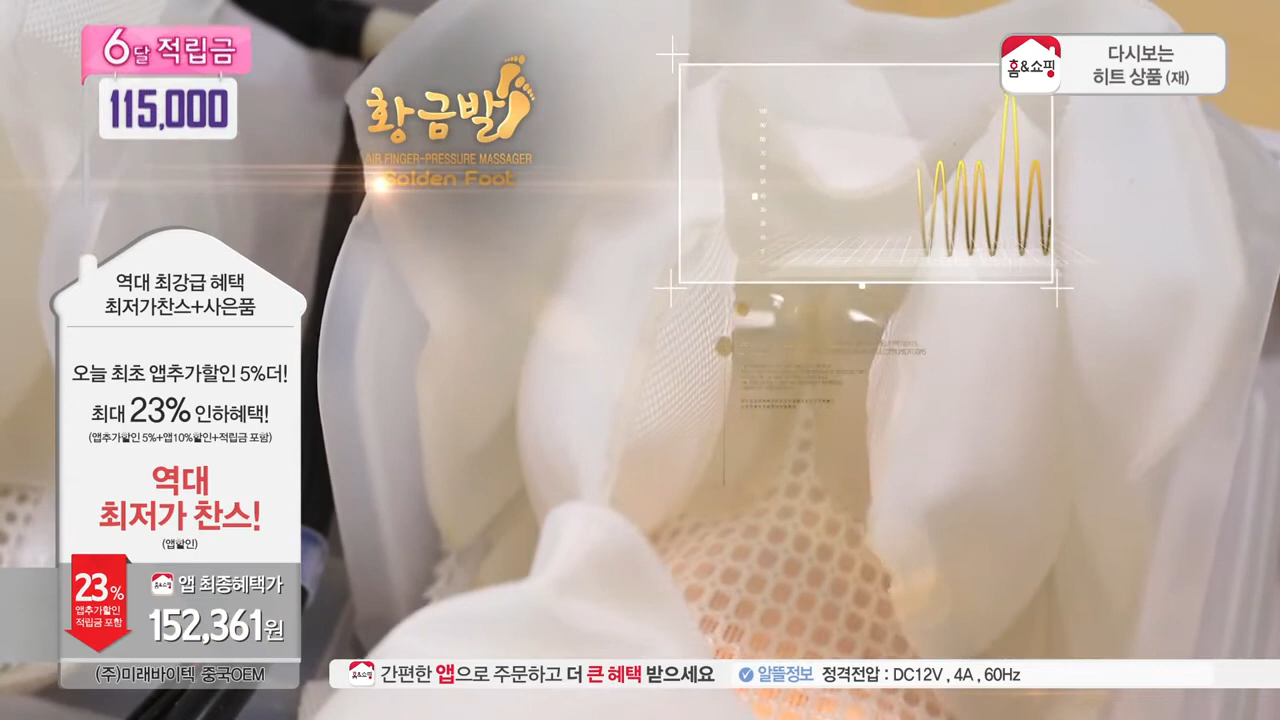 6달 적립금
115,000
황금발
AIR FINGER-PRESSURE MASSAGER
Golden Foot
홈&쇼핑
다시보는
히트 상품 (재)
역대 최강급 혜택
최저가찬스+사은품
오늘 최초 앱추가할인 5%더!
최대 23% 인하혜택!
(앱추가할인 5%+앱10%할인+적립금 포함)
역대
최저가 찬스!
(앱할인)
23%
앱추가할인
적립금 포함
홈&쇼핑 앱 최종혜택가
152,361원
(주)미래바이텍 중국OEM
홈&쇼핑 간편한 앱으로 주문하고 더 큰 혜택 받으세요
알뜰정보 정격전압 : DC12V , 4A , 60Hz